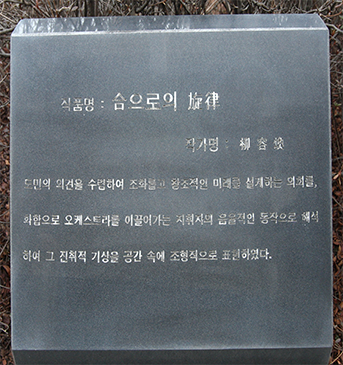 작품명 : 合으로의 旋律
작가명 : 柳
도민의 의견을 수렴하여 조화롭고 창조적인 미래를 설계하는 의회를,
화합으로 오케스트라를 이끌어가는 지휘자의 음율적인 동작으로 해석
하여 그 진취적 기상을 공간 속에 조형적으로 표현하였다.